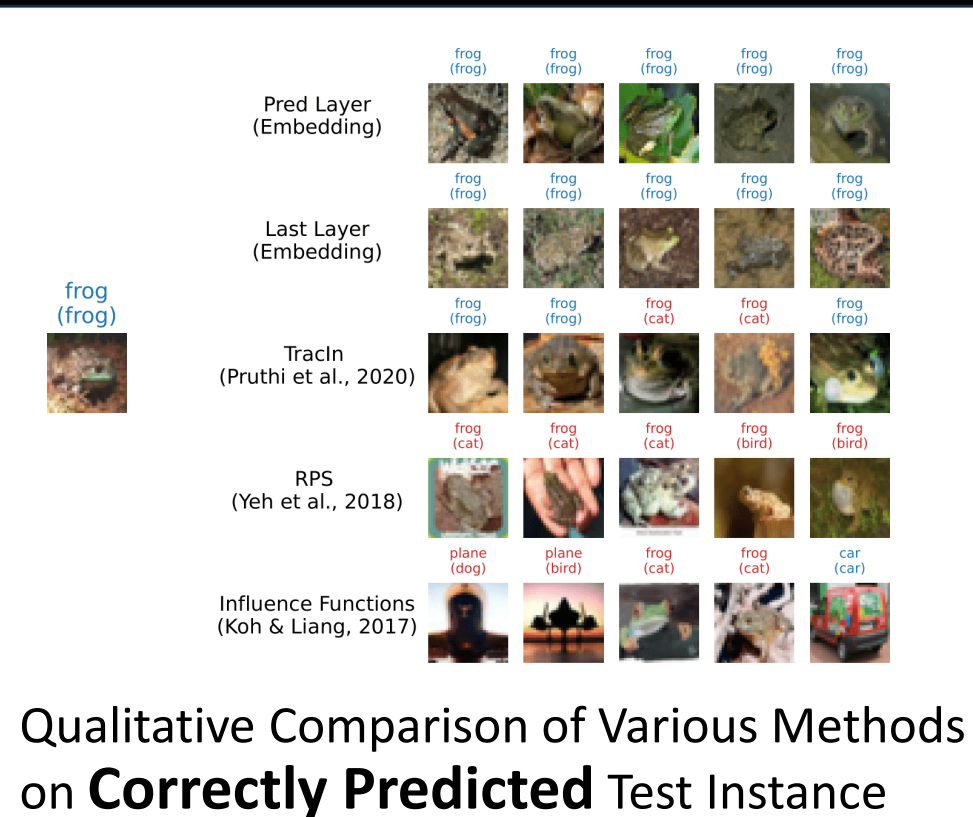 frog frog frog frog frog
(frog) (frog) (frog) (frog) (frog)
Pred Layer
(Embedding)
frog frog frog frog frog
(frog) (frog) (frog) (frog) (frog)
Last Layer
(Embedding)
frog
(frog)
frog frog frog frog frog
(frog) (frog) (cat) (cat) (frog)
TracIn
(Pruthi et al., 2020)
frog frog frog frog frog
(cat) (cat) (cat) (bird) (bird)
RPS
(Yeh et al., 2018)
plane plane frog frog car
(dog) (bird) (cat) (cat) (car)
Influence Functions
(Koh & Liang, 2017)
Qualitative Comparison of Various Methods
on Correctly Predicted Test Instance